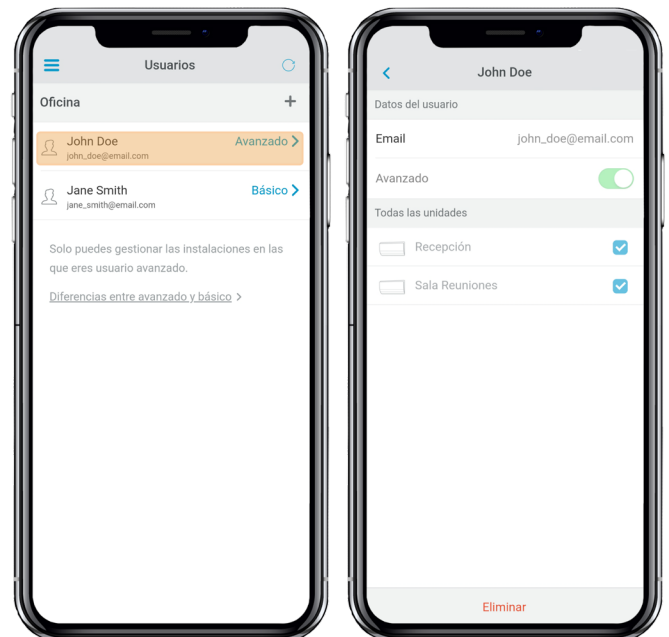 Usuarios
Oficina
John Doe
Avanzado
john_doe@email.com
Jane Smith
Básico
jane_smith@email.com
Solo puedes gestionar las instalaciones en las
que eres usuario avanzado.
Diferencias entre avanzado y básico
John Doe
Datos del usuario
Email
john_doe@email.com
Avanzado
Todas las unidades
Recepción
Sala Reuniones
Eliminar